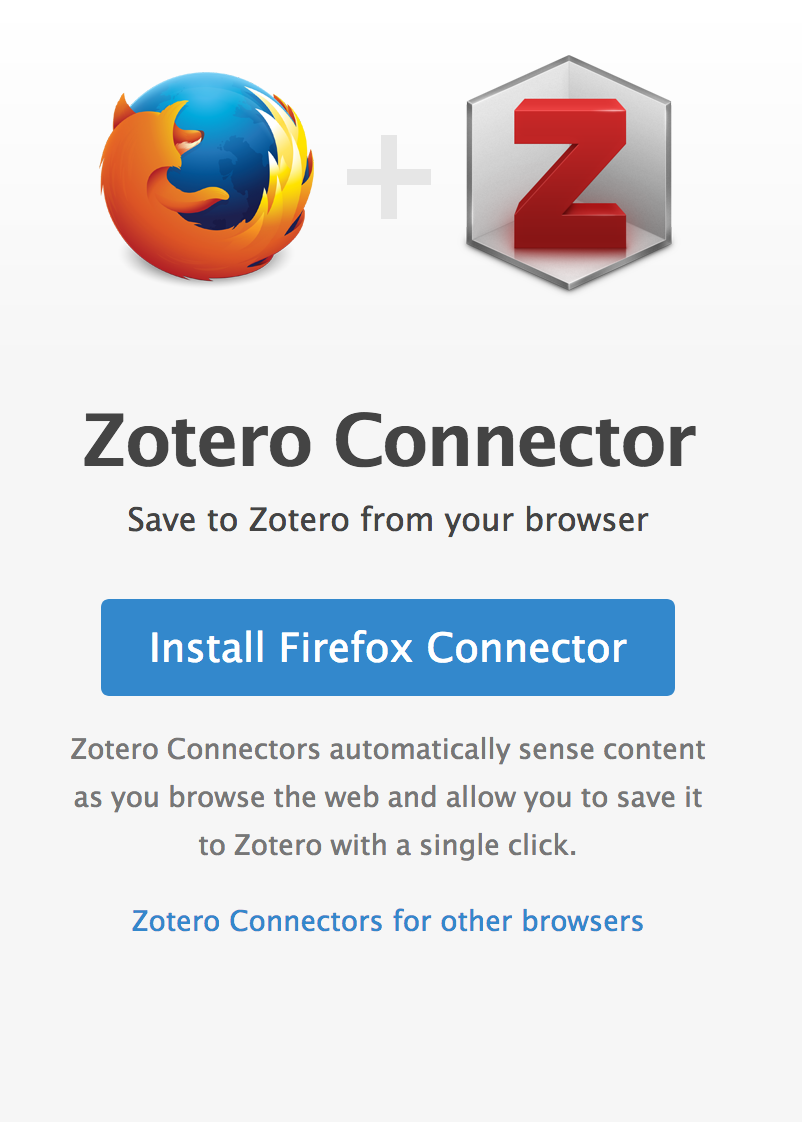 Z
Zotero Connector
Save to Zotero from your browser
Install Firefox Connector
Zotero Connectors automatically sense content
as you browse the web and allow you to save it
to Zotero with a single click.
Zotero Connectors for other browsers